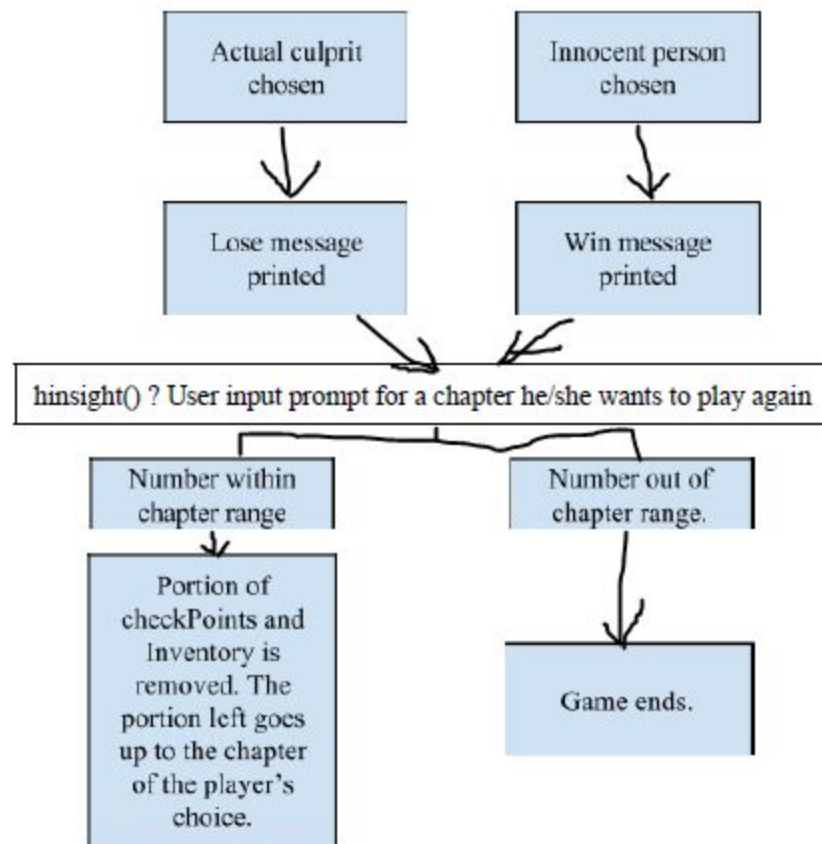 Actual culprit
chosen
Innocent person
chosen
Lose message
printed
Win message
printed
hinsight() ? User input prompt for a chapter he/she wants to play again
Number within
chapter range
Number out of
chapter range.
Portion of
checkPoints and
Inventory is
removed. The
portion left goes
up to the chapter
of the player's
choice.
Game ends.